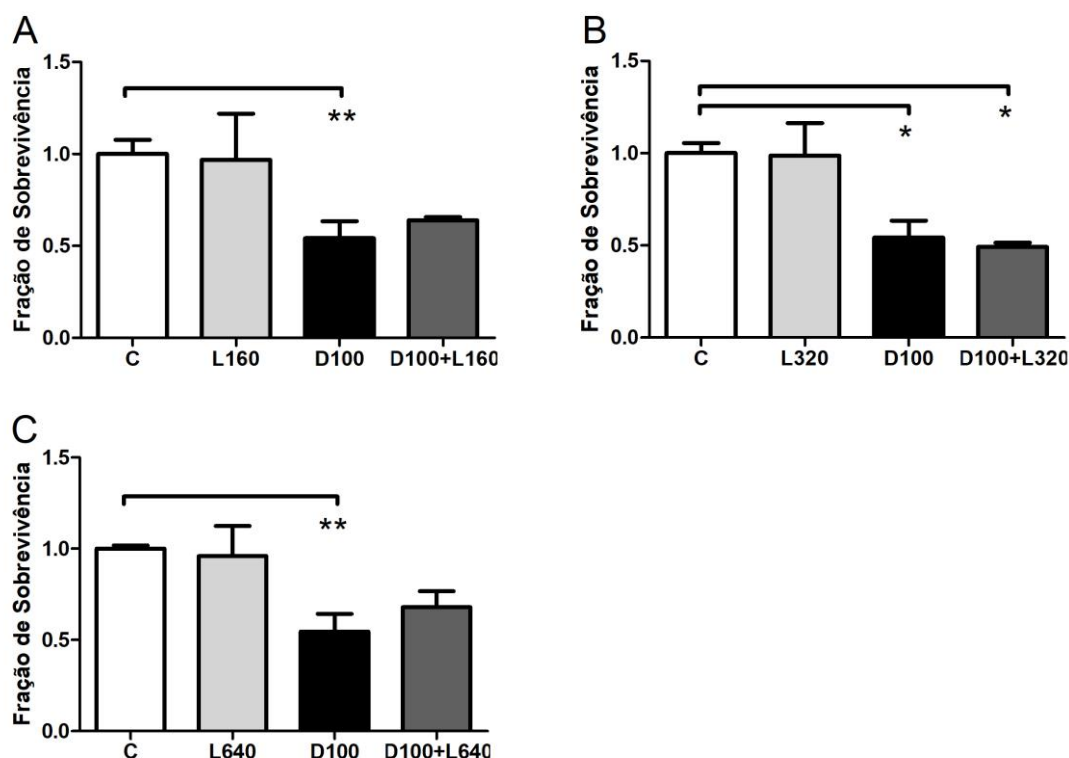 A
Fração de Sobrevivência
1.5
1.0
0.5
0.0
**
C L160 D100 D100+L160
B
Fração de Sobrevivência
1.5
1.0
0.5
0.0
*
*
C L320 D100 D100+L320
C
Fração de Sobrevivência
1.5
1.0
0.5
0.0
**
C L640 D100 D100+L640